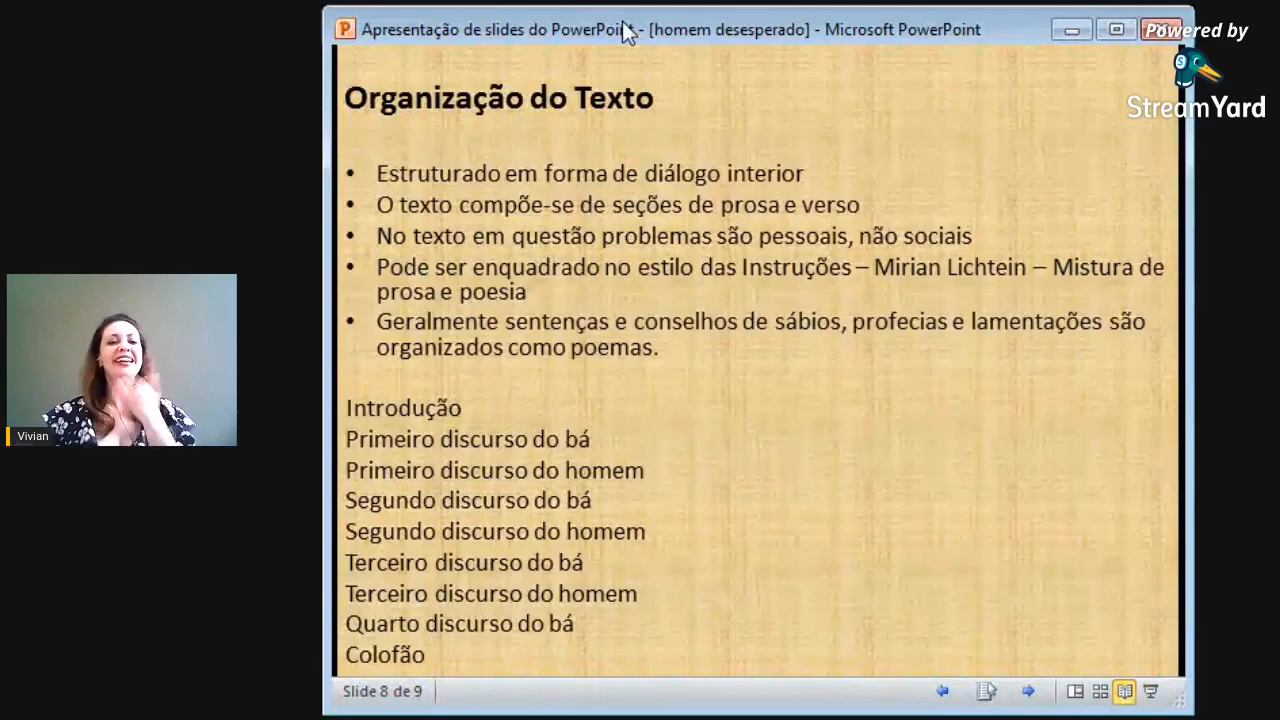 Apresentação de slides do PowerPoint - [homem desesperado] - Microsoft PowerPoint
Powered by
StreamYard
Organização do Texto
• Estruturado em forma de diálogo interior
• O texto compõe-se de seções de prosa e verso
• No texto em questão problemas são pessoais, não sociais
• Pode ser enquadrado no estilo das Instruções – Mirian Lichtein – Mistura de
prosa e poesia
• Geralmente sentenças e conselhos de sábios, profecias e lamentações são
organizados como poemas.
Introdução
Primeiro discurso do bá
Primeiro discurso do homem
Segundo discurso do bá
Segundo discurso do homem
Terceiro discurso do bá
Terceiro discurso do homem
Quarto discurso do bá
Colofão
Vivian
Slide 8 de 9